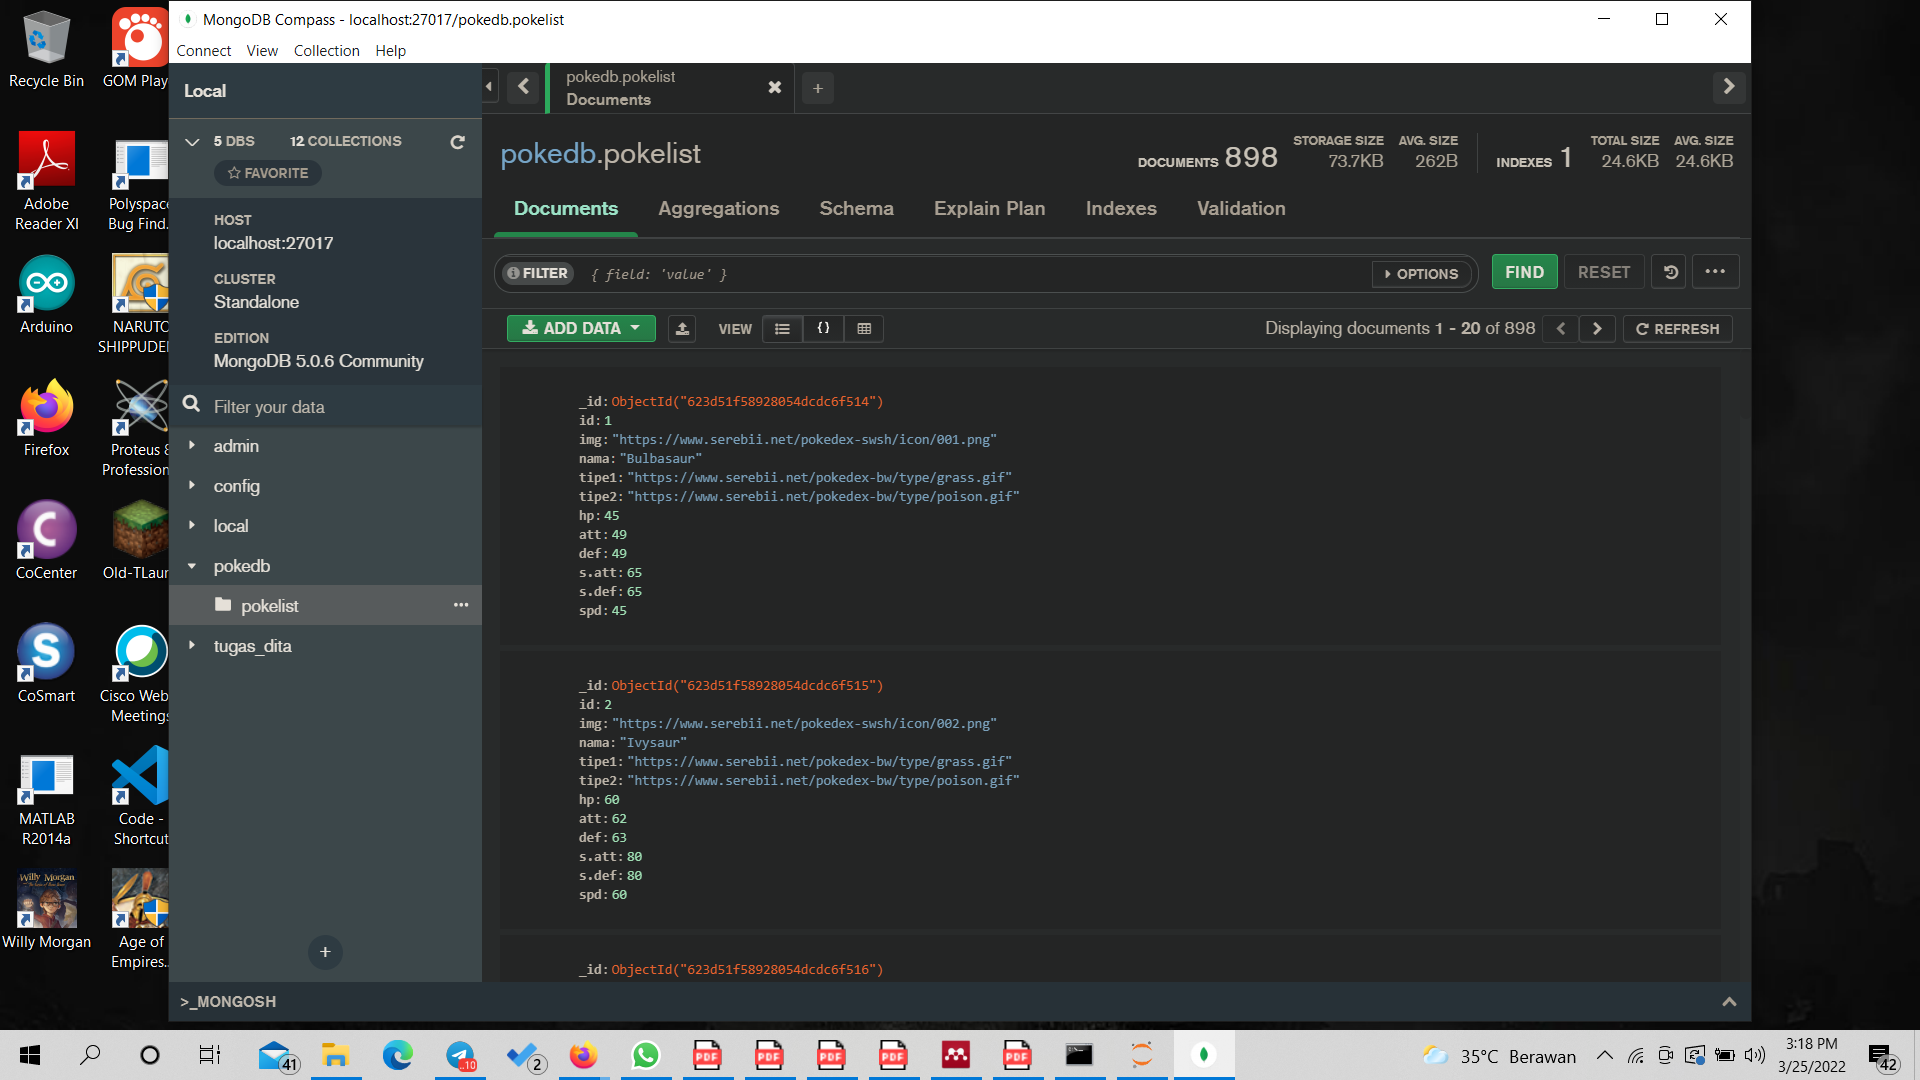 MongoDB Compass - localhost:27017/pokedb.pokelist
Connect View Collection Help
Recycle Bin
GOM Play
Adobe Reader XI
Polyspace Bug Find.
Arduino
NARUTO SHIPPUDE
Firefox
Proteus 8 Profession
CoCenter
Old-TLau
CoSmart
Cisco Web Meetings
MATLAB R2014a
Code - Shortcut
Willy Morgan
Willy Morgan
Age of Empires..
Local
5 DBS 12 COLLECTIONS
FAVORITE
HOST
localhost:27017
CLUSTER
Standalone
EDITION
MongoDB 5.0.6 Community
Filter your data
admin
config
local
pokedb
pokelist
tugas_dita
pokedb.pokelist
Documents
pokedb.pokelist
DOCUMENTS 898
STORAGE SIZE
73.7KB
AVG. SIZE
262B
INDEXES 1
TOTAL SIZE
24.6KB
AVG. SIZE
24.6KB
Documents Aggregations Schema Explain Plan Indexes Validation
FILTER { field: 'value' } OPTIONS FIND RESET
ADD DATA VIEW {} Displaying documents 1 - 20 of 898 REFRESH
_id: ObjectId("623d51f58928054dcdc6f514")
id: 1
img: "https://www.serebii.net/pokedex-swsh/icon/001.png"
nama: "Bulbasaur"
tipe1: "https://www.serebii.net/pokedex-bw/type/grass.gif"
tipe2: "https://www.serebii.net/pokedex-bw/type/poison.gif"
hp: 45
att: 49
def: 49
s.att: 65
s.def: 65
spd: 45
_id: ObjectId("623d51f58928054dcdc6f515")
id: 2
img: "https://www.serebii.net/pokedex-swsh/icon/002.png"
nama: "Ivysaur"
tipe1: "https://www.serebii.net/pokedex-bw/type/grass.gif"
tipe2: "https://www.serebii.net/pokedex-bw/type/poison.gif"
hp: 60
att: 62
def: 63
s.att: 80
s.def: 80
spd: 60
_id: ObjectId("623d51f58928054dcdc6f516")
>_MONGOSH
41
..10
2
PDF
PDF
PDF
PDF
PDF
35°C Berawan
3:18 PM
3/25/2022
42